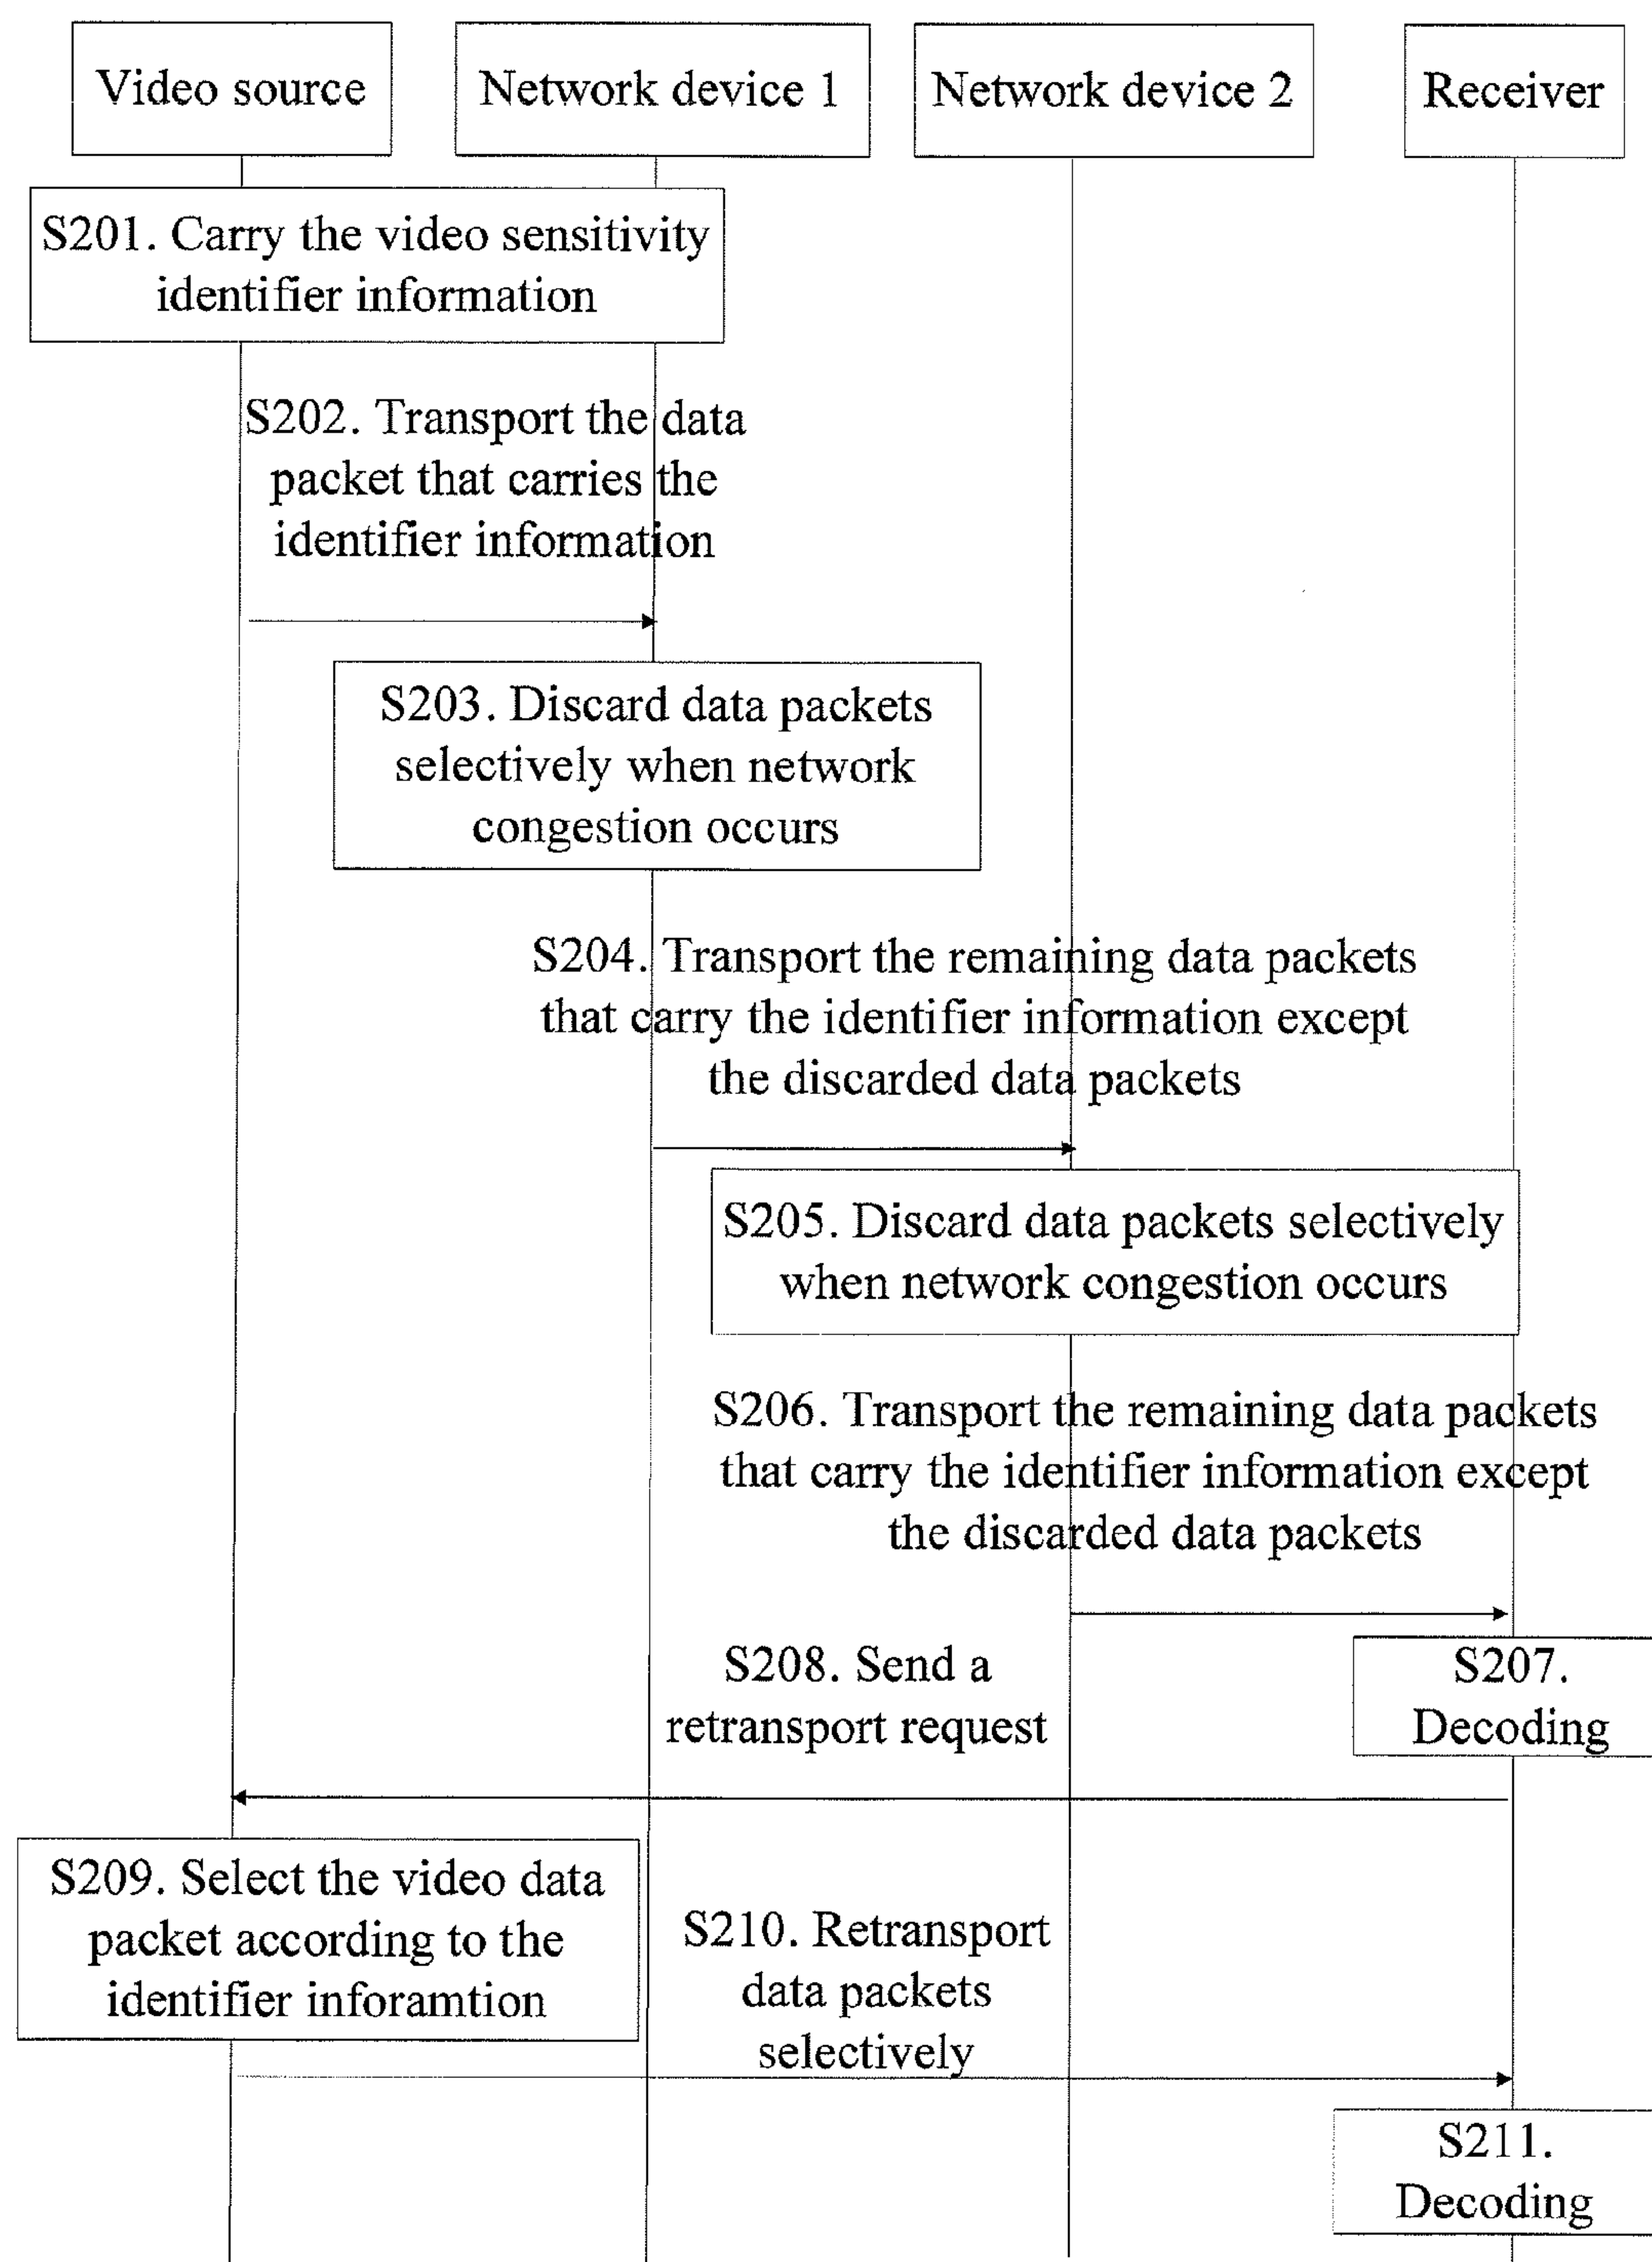 Video source
Network device 1
Network device 2
Receiver
S201. Carry the video sensitivity
identifier information
S202. Transport the data
packet that carries the
identifier information
S203. Discard data packets
selectively when network
congestion occurs
S204. Transport the remaining data packets
that carry the identifier information except
the discarded data packets
S205. Discard data packets selectively
when network congestion occurs
S206. Transport the remaining data packets
that carry the identifier information except
the discarded data packets
S207.
Decoding
S208. Send a
retransport request
S209. Select the video data
packet according to the
identifier inforamtion
S210. Retransport
data packets
selectively
S211.
Decoding